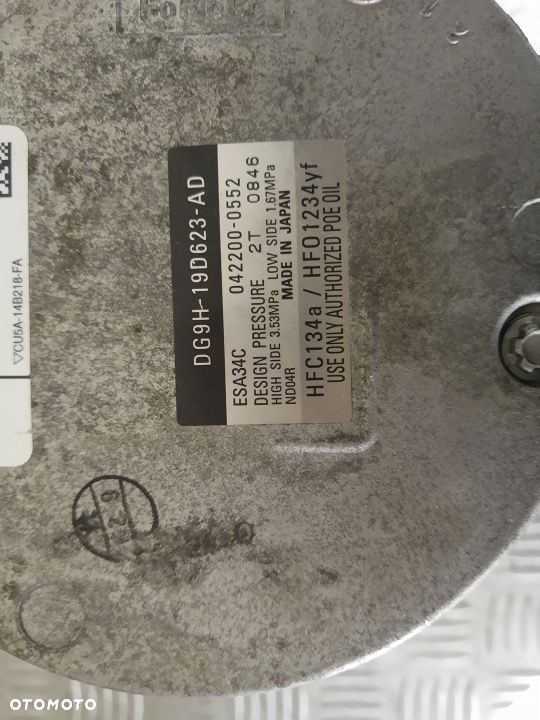 DG9H-19D623-AD
ESA34C 042200-0552
DESIGN PRESSURE 2T 0846
HIGH SIDE 3.53MPa LOW SIDE 1.67MPa
ND04R MADE IN JAPAN
HFC134a / HFO1234yf
USE ONLY AUTHORIZED POE OIL
▽CU5A-14B218-FA
OTOMOTO